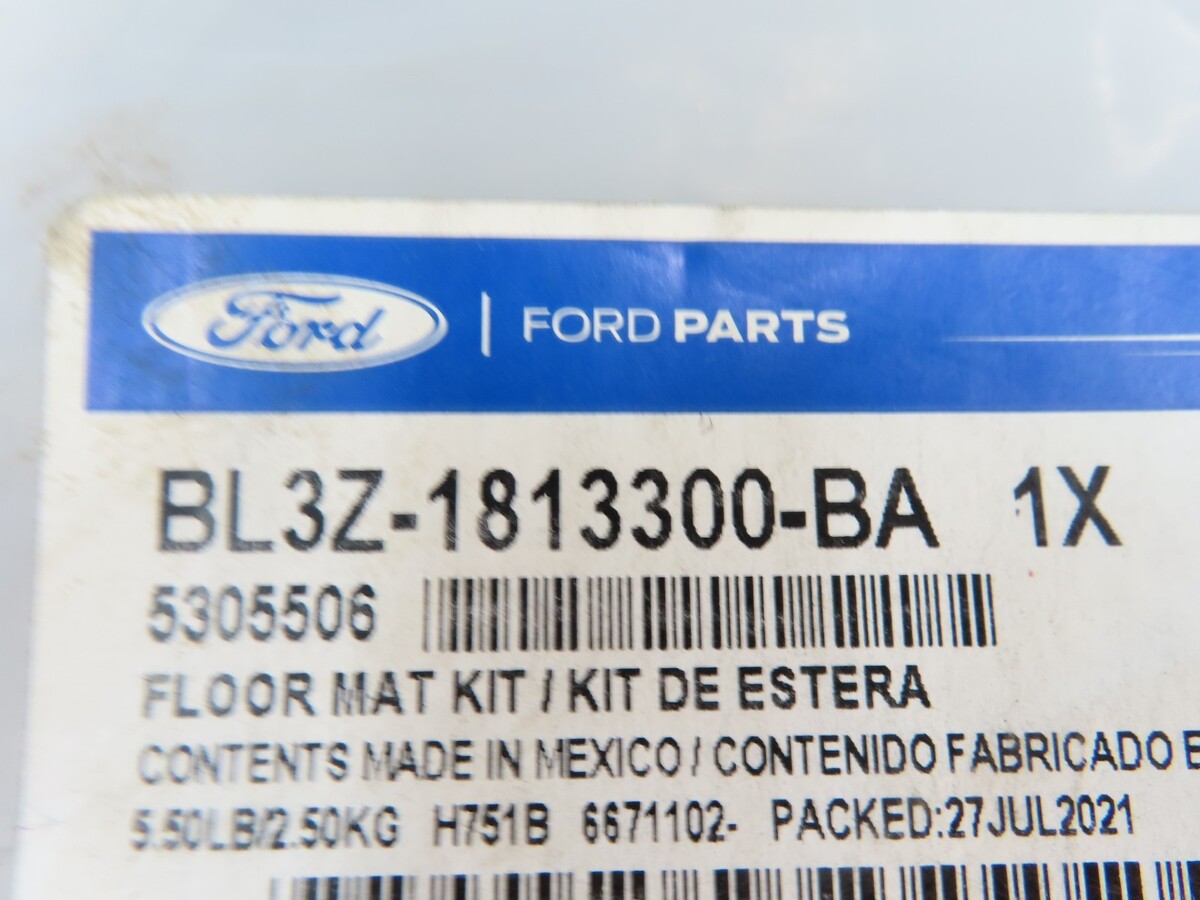 Ford | FORD PARTS
BL3Z-1813300-BA 1X
5305506
FLOOR MAT KIT / KIT DE ESTERA
CONTENTS MADE IN MEXICO / CONTENIDO FABRICADO E
5.50LB/2.50KG H751B 6671102- PACKED:27JUL2021